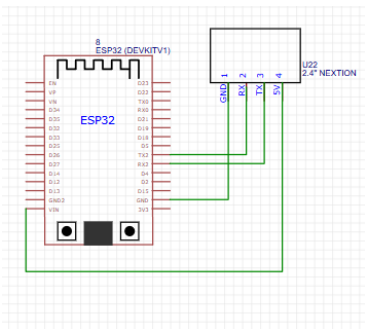 8
ESP32 (DEVKITV1)
EN
VP
VN
D34
D35
D32
D33
D25
D26
D27
D14
D12
D13
GND2
VIN
ESP32
D23
D22
TX0
RX0
D21
D19
D18
D5
TX2
RX2
D4
D2
D15
GND
3V3
GND 1
RX 2
TX 3
5V 4
U22
2.4" NEXTION